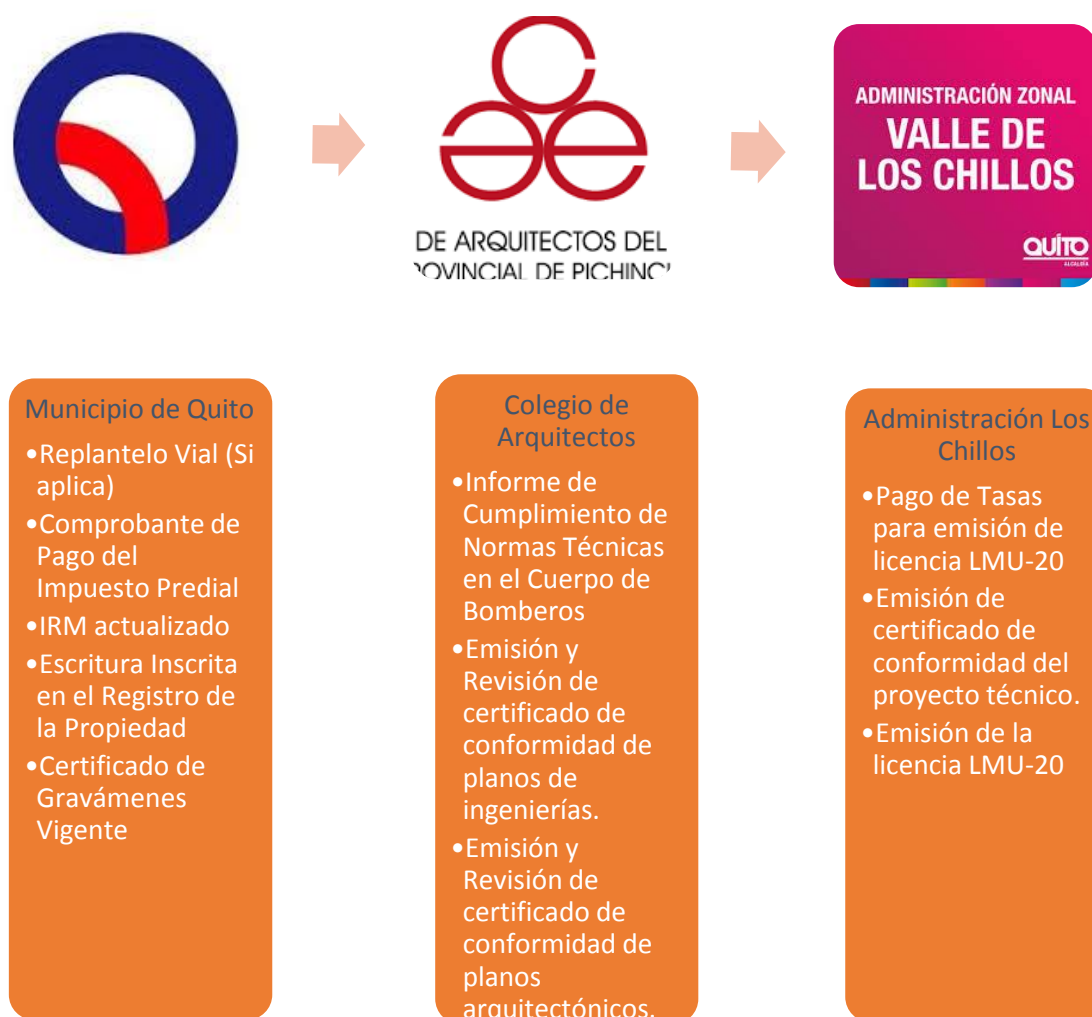 DE ARQUITECTOS DEL
PROVINCIAL DE PICHINC
ADMINISTRACIÓN ZONAL
VALLE DE
LOS CHILLOS
QUITO
ALCALDÍA
Municipio de Quito
•Replantelo Vial (Si
aplica)
•Comprobante de
Pago del
Impuesto Predial
•IRM actualizado
•Escritura Inscrita
en el Registro de
la Propiedad
•Certificado de
Gravámenes
Vigente
Colegio de
Arquitectos
•Informe de
Cumplimiento de
Normas Técnicas
en el Cuerpo de
Bomberos
•Emisión y
Revisión de
certificado de
conformidad de
planos de
ingenierías.
•Emisión y
Revisión de
certificado de
conformidad de
planos
arquitectónicos.
Administración Los
Chillos
•Pago de Tasas
para emisión de
licencia LMU-20
•Emisión de
certificado de
conformidad del
proyecto técnico.
•Emisión de la
licencia LMU-20